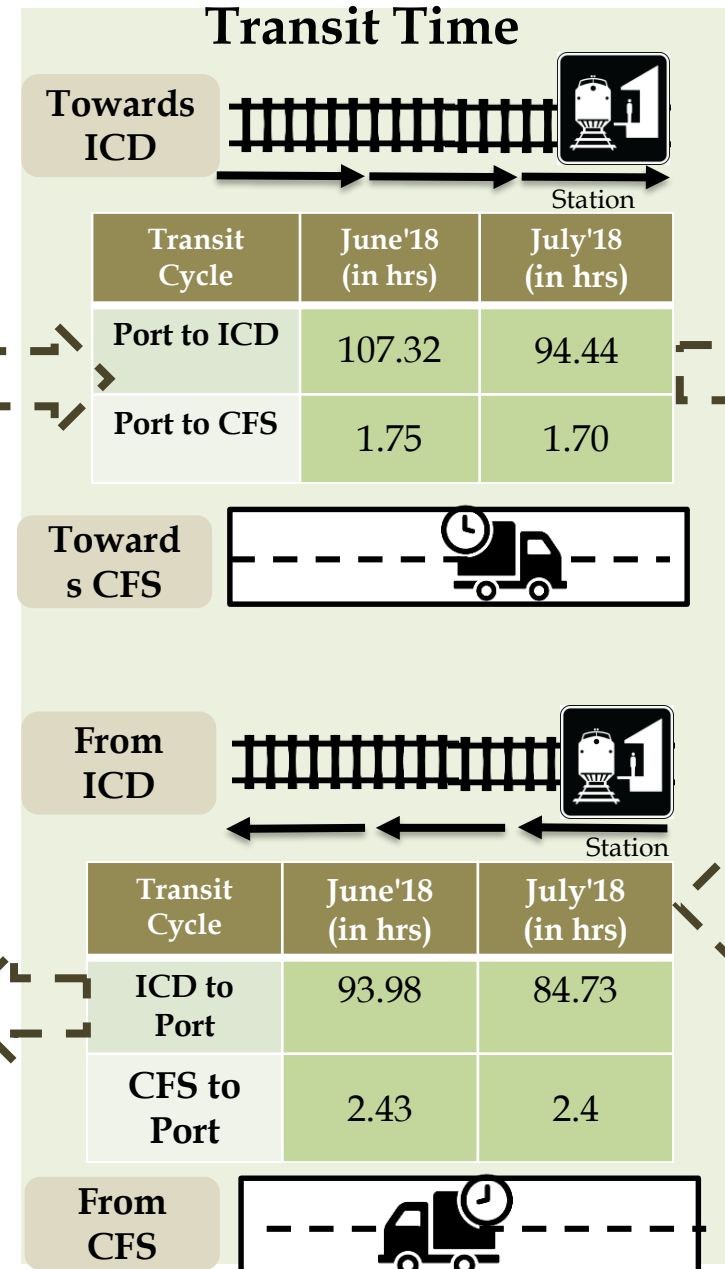 Transit Time
Towards
ICD
Station
Transit
Cycle
June'18
(in hrs)
July'18
(in hrs)
Port to ICD
107.32
94.44
Port to CFS
1.75
1.70
Toward
s CFS
From
ICD
Station
Transit
Cycle
June'18
(in hrs)
July'18
(in hrs)
ICD to
Port
93.98
84.73
CFS to
Port
2.43
2.4
From
CFS